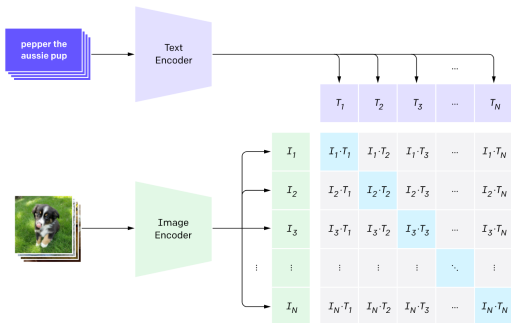 pepper the
aussie pup
Text
Encoder
...
T1 T2 T3 ... TN
I1 I1·T1 I1·T2 I1·T3 ... I1·TN
I2 I2·T1 I2·T2 I2·T3 ... I2·TN
Image
Encoder
I3 I3·T1 I3·T2 I3·T3 ... I3·TN
⋮ ⋮ ⋮ ⋮ ⋱ ⋮
IN IN·T1 IN·T2 IN·T3 ... IN·TN